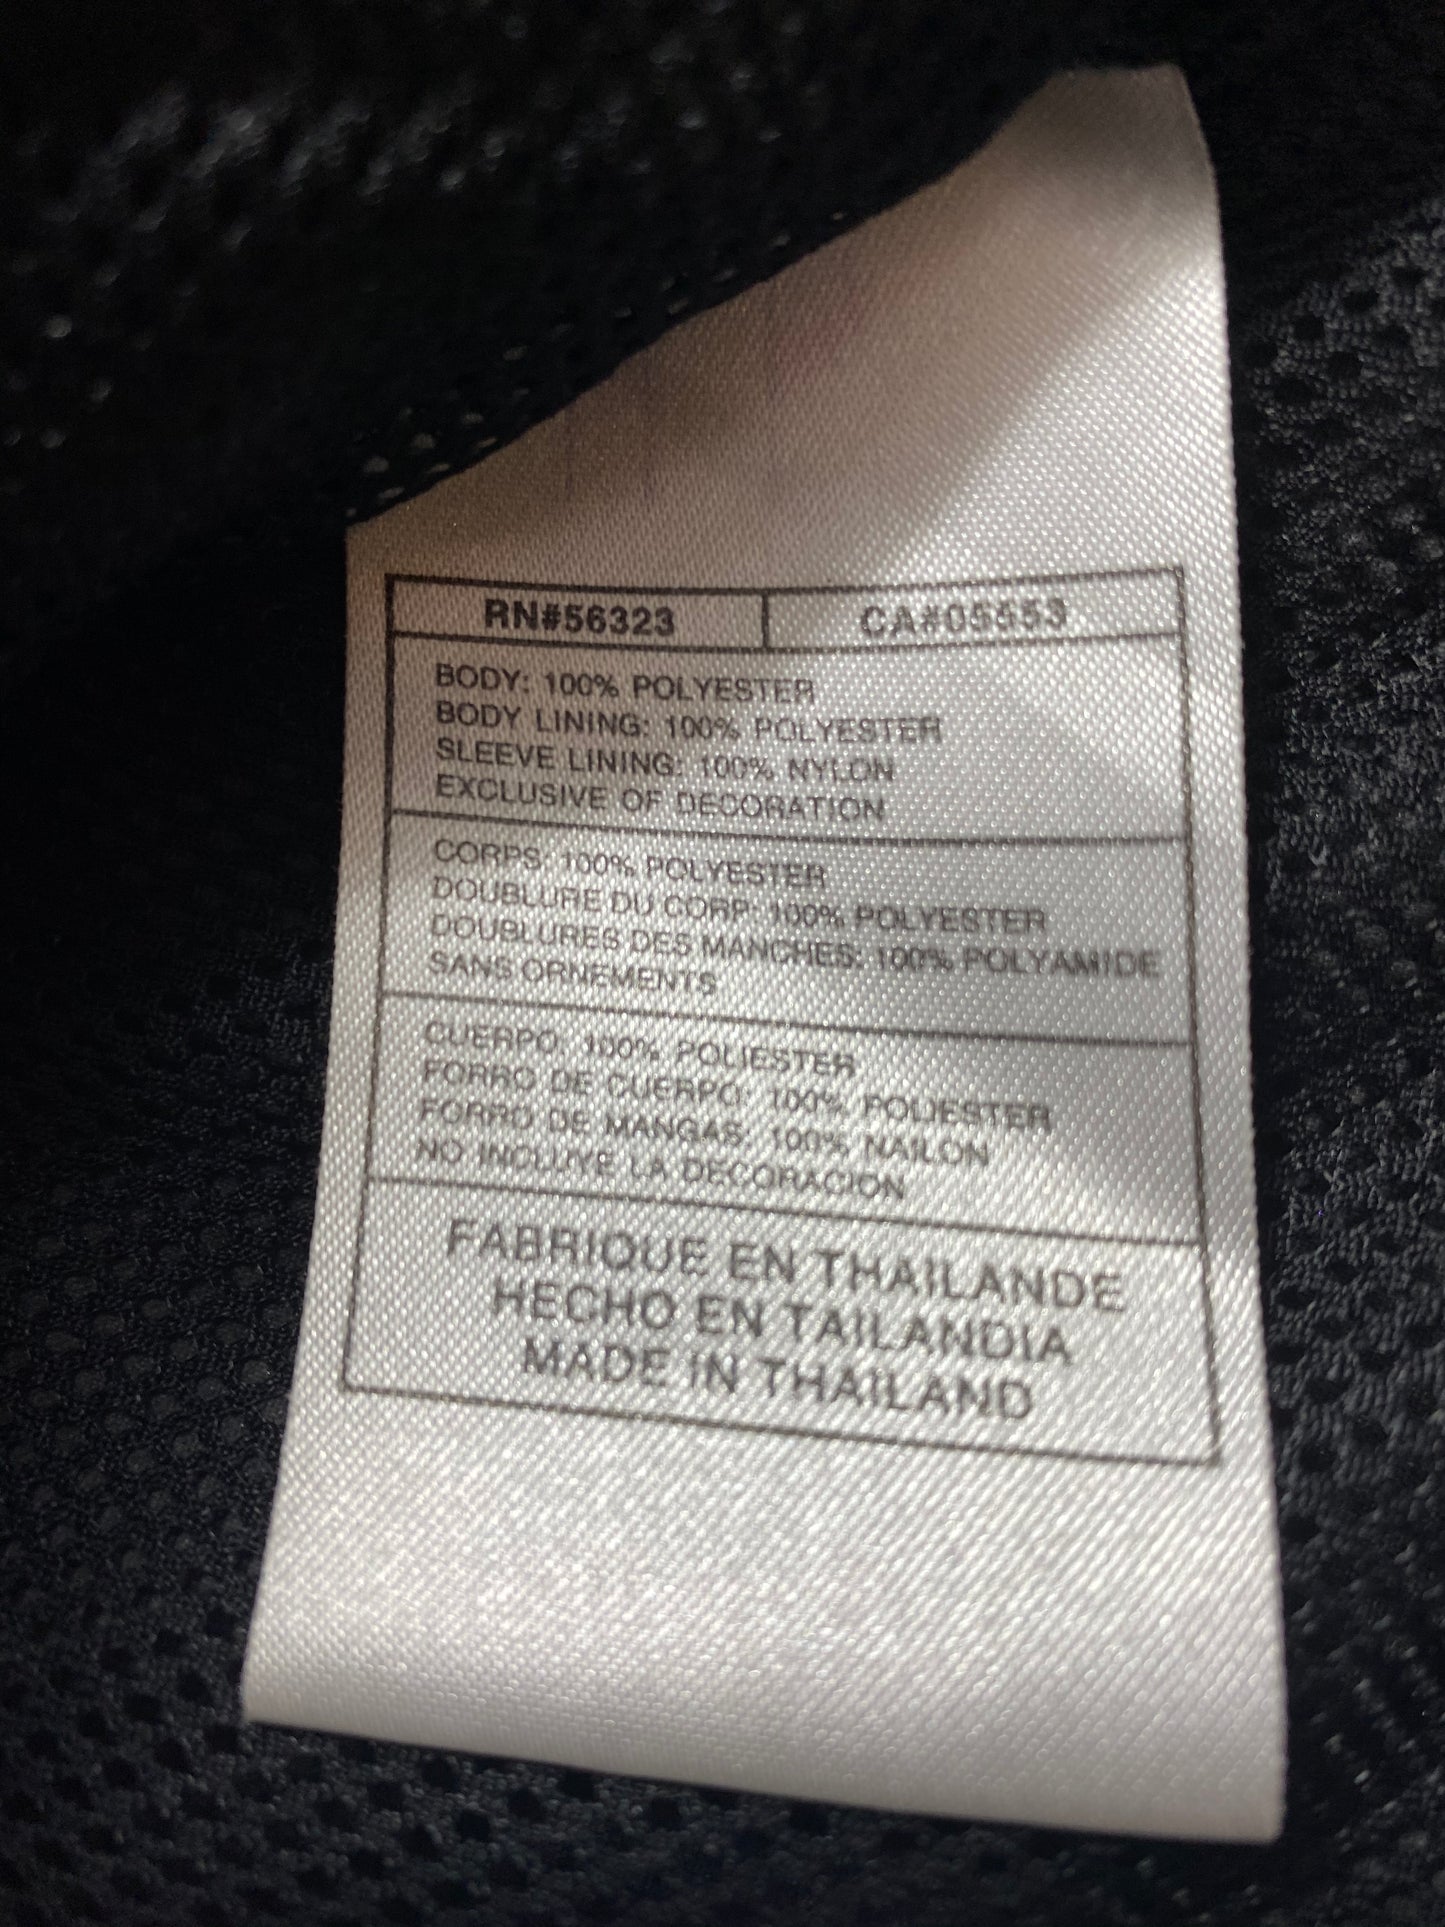 RN#56323 CA#05553
BODY: 100% POLYESTER
BODY LINING: 100% POLYESTER
SLEEVE LINING: 100% NYLON
EXCLUSIVE OF DECORATION
CORPS: 100% POLYESTER
DOUBLURE DU CORP: 100% POLYESTER
DOUBLURES DES MANCHES: 100% POLYAMIDE
SANS ORNEMENTS
CUERPO: 100% POLIESTER
FORRO DE CUERPO: 100% POLIESTER
FORRO DE MANGAS: 100% NAILON
NO INCLUYE LA DECORACION
FABRIQUE EN THAILANDE
HECHO EN TAILANDIA
MADE IN THAILAND